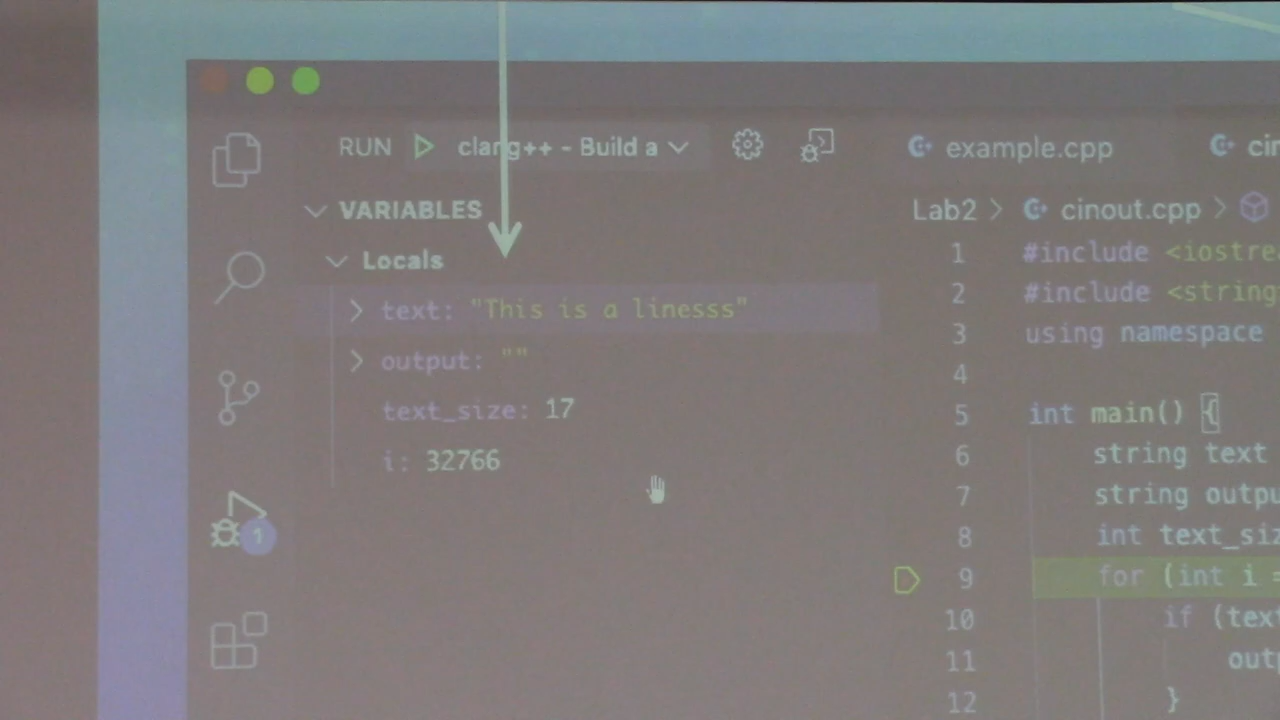 RUN clang++ - Build a
example.cpp
VARIABLES
Locals
text: "This is a linesss"
output: ""
text_size: 17
i: 32766
1
Lab2 > cinout.cpp >
1 #include <iostrea
2 #include <string
3 using namespace
4
5 int main() {
6 string text
7 string outpu
8 int text_siz
9 for (int i =
10 if (text
11 outp
12 }